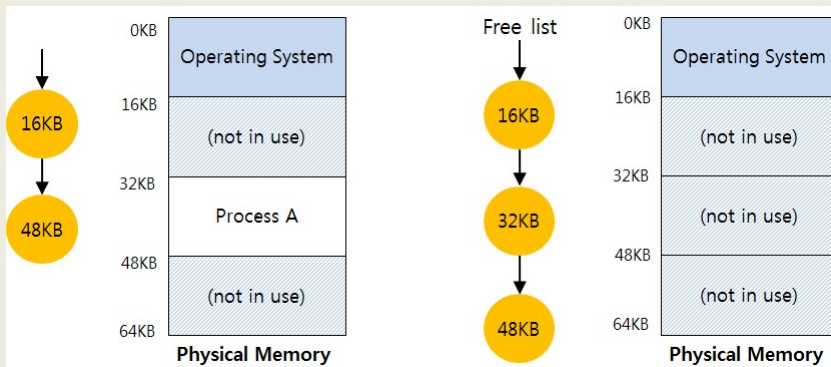 0KB
Operating System
16KB
16KB
(not in use)
32KB
Process A
48KB
48KB
(not in use)
64KB
Physical Memory
Free list
0KB
Operating System
16KB
16KB
(not in use)
32KB
32KB
(not in use)
48KB
48KB
(not in use)
64KB
Physical Memory